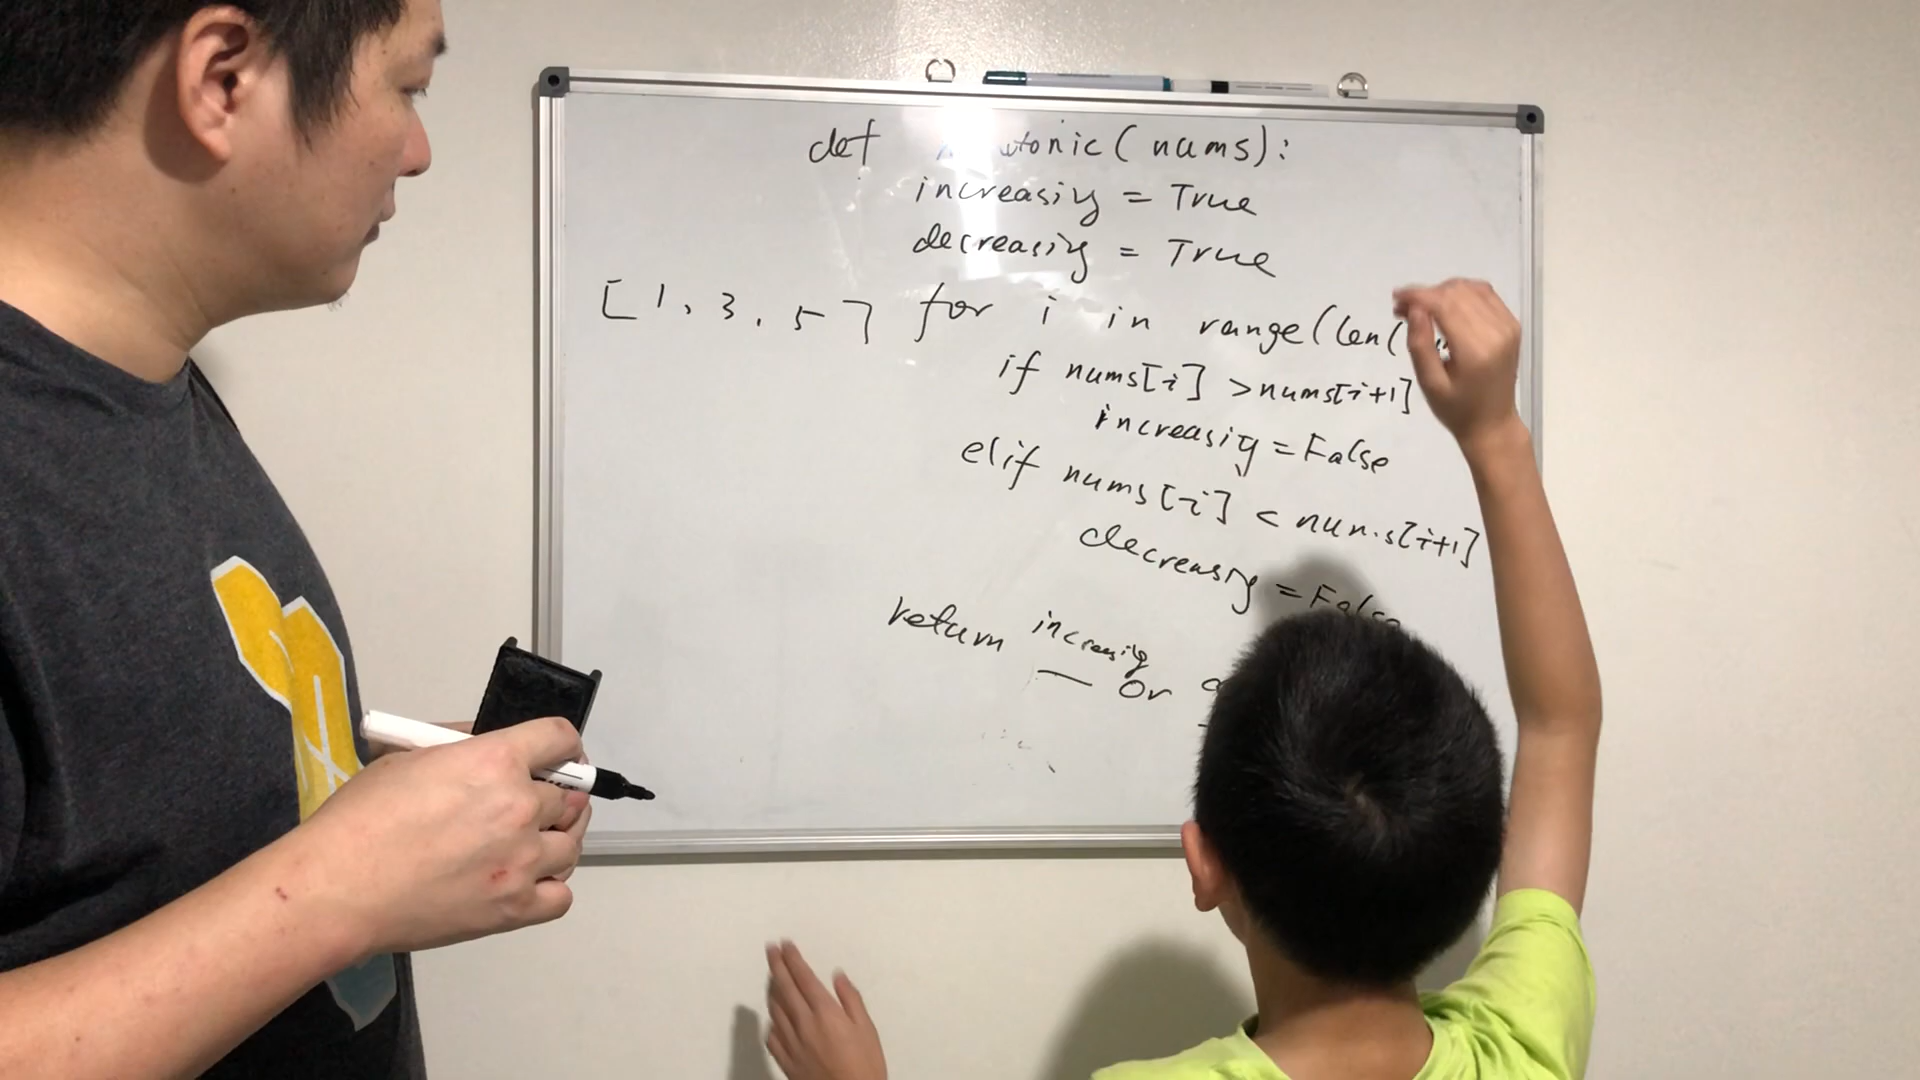 def (nums):
increasing = True
decreasing = True
[1, 3, 5] for i in range(len(
if nums[i] > nums[i+1]
increasing = False
elif nums[i] < nums[i+1]
decreasing = False
return increasing
or